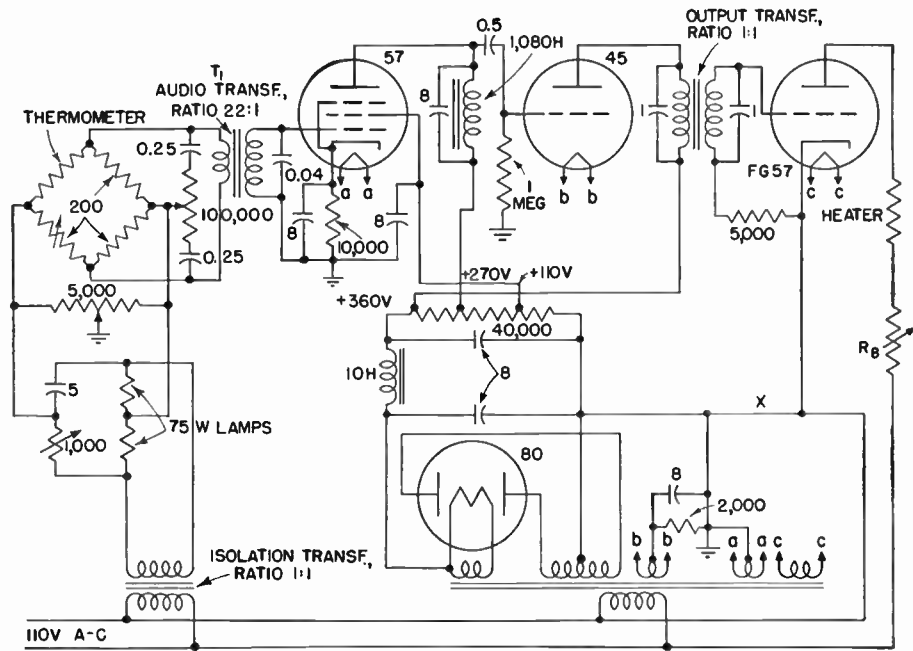 OUTPUT TRANSF.,
RATIO 1:1
0.5
1,080H
57
45
T1
AUDIO TRANSF.,
RATIO 22:1
THERMOMETER
8
1
1
0.25
FG57
0.04
a a
b b
c c
200
1
MEG
HEATER
100,000
8
8
10,000
5,000
0.25
+270V
+110V
5,000
+360V
40,000
RB
10H
8
5
X
75 W LAMPS
1,000
80
8
2,000
b b
a a
c c
ISOLATION TRANSF.,
RATIO 1:1
110V A-C